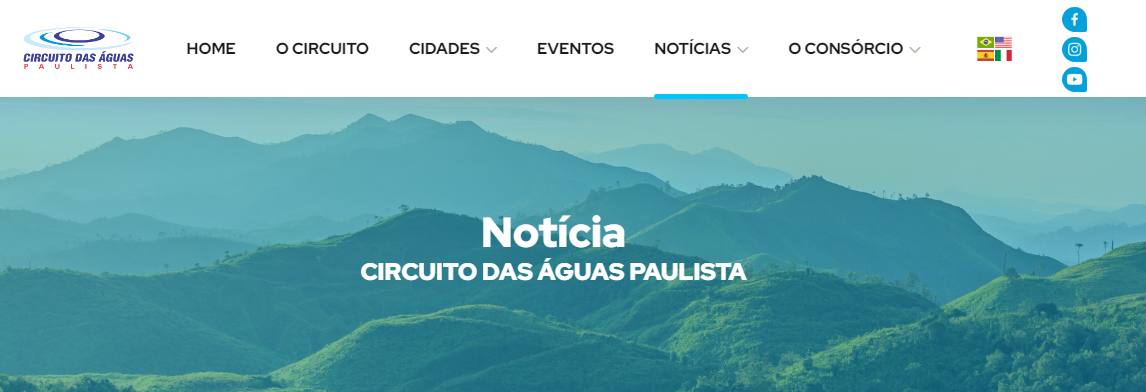 CIRCUITO DAS ÁGUAS
PAULISTA
HOME
O CIRCUITO
CIDADES
EVENTOS
NOTÍCIAS
O CONSÓRCIO
Notícia
CIRCUITO DAS ÁGUAS PAULISTA